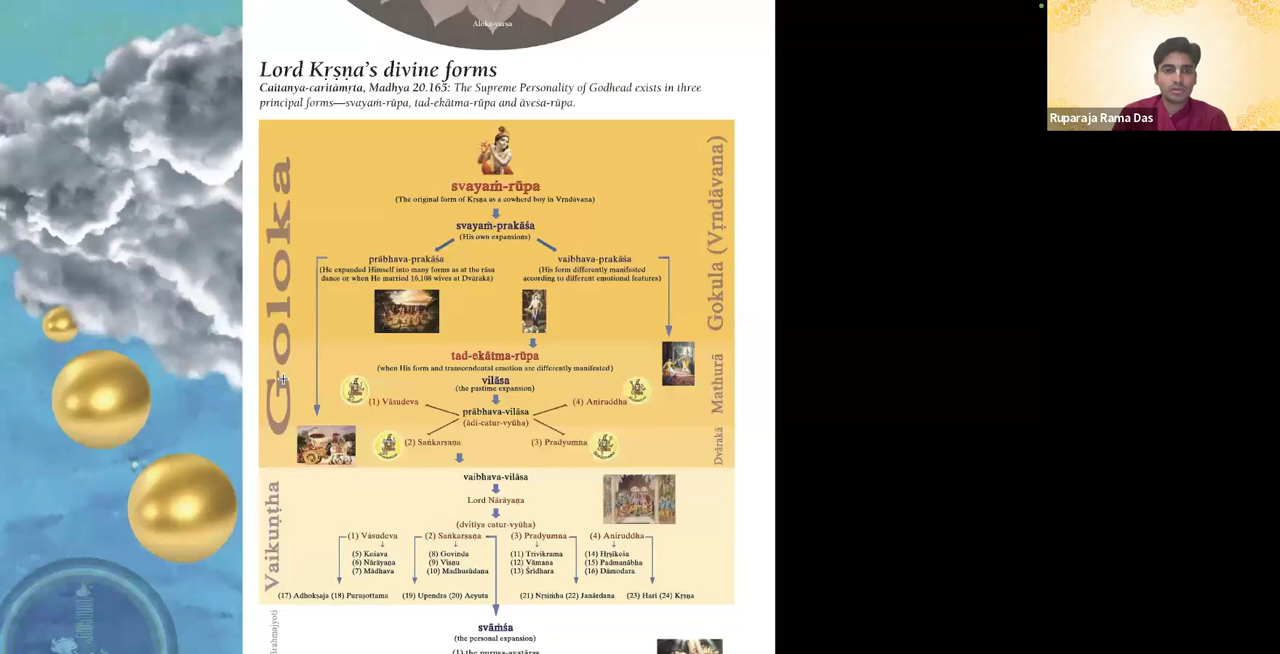 Aloka-varṣa
Lord Kṛṣṇa's divine forms
Caitanya-caritāmṛta, Madhya 20.165: The Supreme Personality of Godhead exists in three
principal forms—svayaṁ-rūpa, tad-ekātma-rūpa and āveśa-rūpa.
Goloka
Gokula (Vṛndāvana)
svayaṁ-rūpa
(The original form of Kṛṣṇa as a cowherd boy in Vṛndāvana)
svayaṁ-prakāśa
(His own expansions)
prābhava-prakāśa
(He expanded Himself into many forms as at the rāsa
dance or when He married 16,108 wives at Dvārakā)
vaibhava-prakāśa
(His form differently manifested
according to different emotional features)
tad-ekātma-rūpa
(when His form and transcendental emotion are differently manifested)
vilāsa
(the pastime expansion)
Mathurā
(1) Vāsudeva
(4) Aniruddha
prābhava-vilāsa
(ādi-catur-vyūha)
(2) Saṅkarṣaṇa
(3) Pradyumna
Dvārakā
Vaikuṇṭha
vaibhava-vilāsa
Lord Nārāyaṇa
(dvitīya catur-vyūha)
(1) Vāsudeva (2) Saṅkarṣaṇa (3) Pradyumna (4) Aniruddha
(5) Keśava (8) Govinda (11) Trivikrama (14) Hṛṣīkeśa
(6) Nārāyaṇa (9) Viṣṇu (12) Vāmana (15) Padmanābha
(7) Mādhava (10) Madhusūdana (13) Śrīdhara (16) Dāmodara
(17) Adhokṣaja (18) Puruṣottama (19) Upendra (20) Acyuta (21) Nṛsiṁha (22) Janārdana (23) Hari (24) Kṛṣṇa
svāṁśa
(the personal expansion)
(1) the puruṣa-avatāras
Ruparaja Rama Das